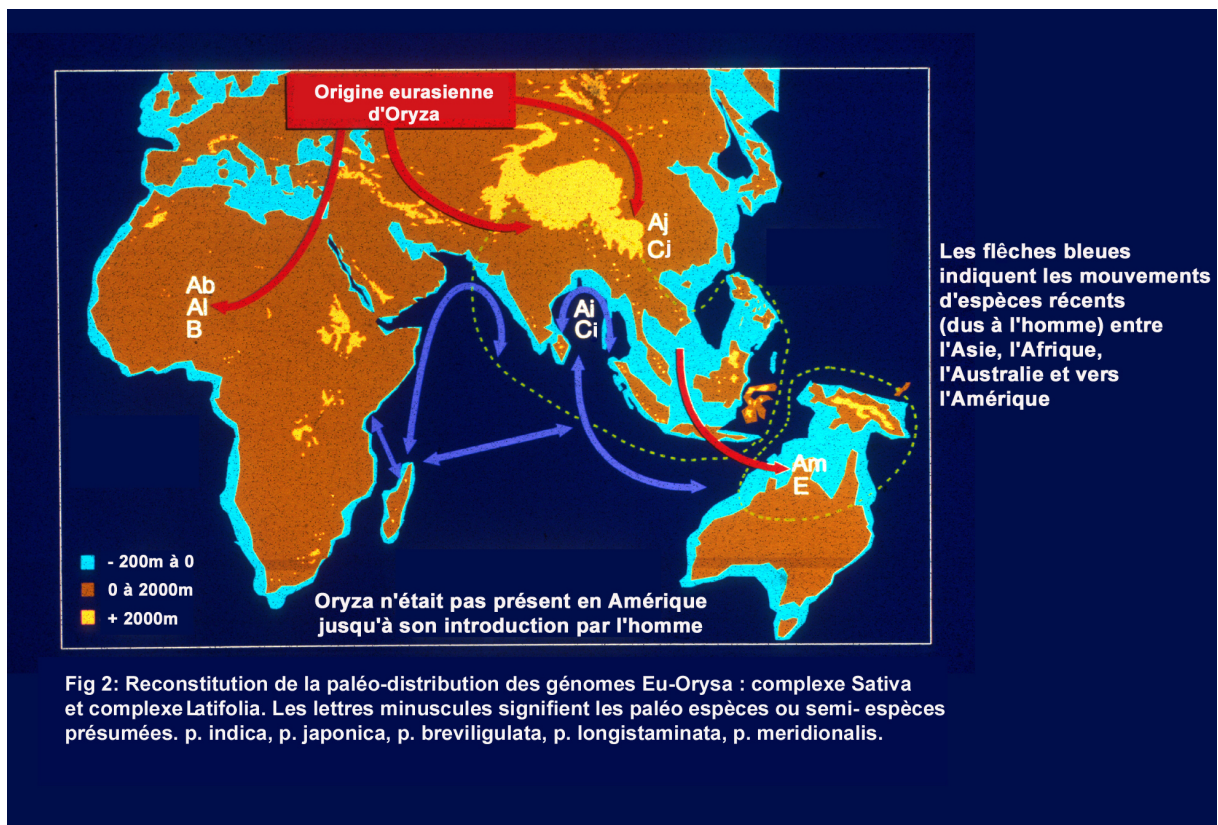 Origine eurasienne
d'Oryza
Aj
Cj
Ab
Al
B
Ai
Ci
Am
E
Les flêches bleues
indiquent les mouvements
d'espèces récents
(dus à l'homme) entre
l'Asie, l'Afrique,
l'Australie et vers
l'Amérique
- 200m à 0
0 à 2000m
+ 2000m
Oryza n'était pas présent en Amérique
jusqu'à son introduction par l'homme
Fig 2: Reconstitution de la paléo-distribution des génomes Eu-Orysa : complexe Sativa
et complexe Latifolia. Les lettres minuscules signifient les paléo espèces ou semi- espèces
présumées. p. indica, p. japonica, p. breviligulata, p. longistaminata, p. meridionalis.